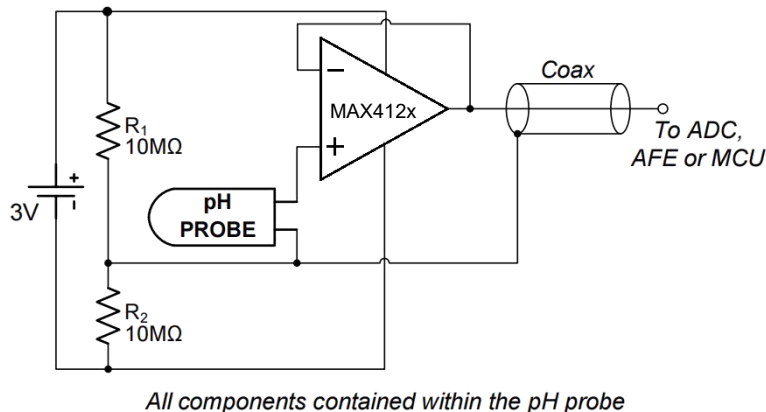 Coax
MAX412x
To ADC,
AFE or MCU
R1
10MΩ
3V
pH
PROBE
R2
10MΩ
All components contained within the pH probe